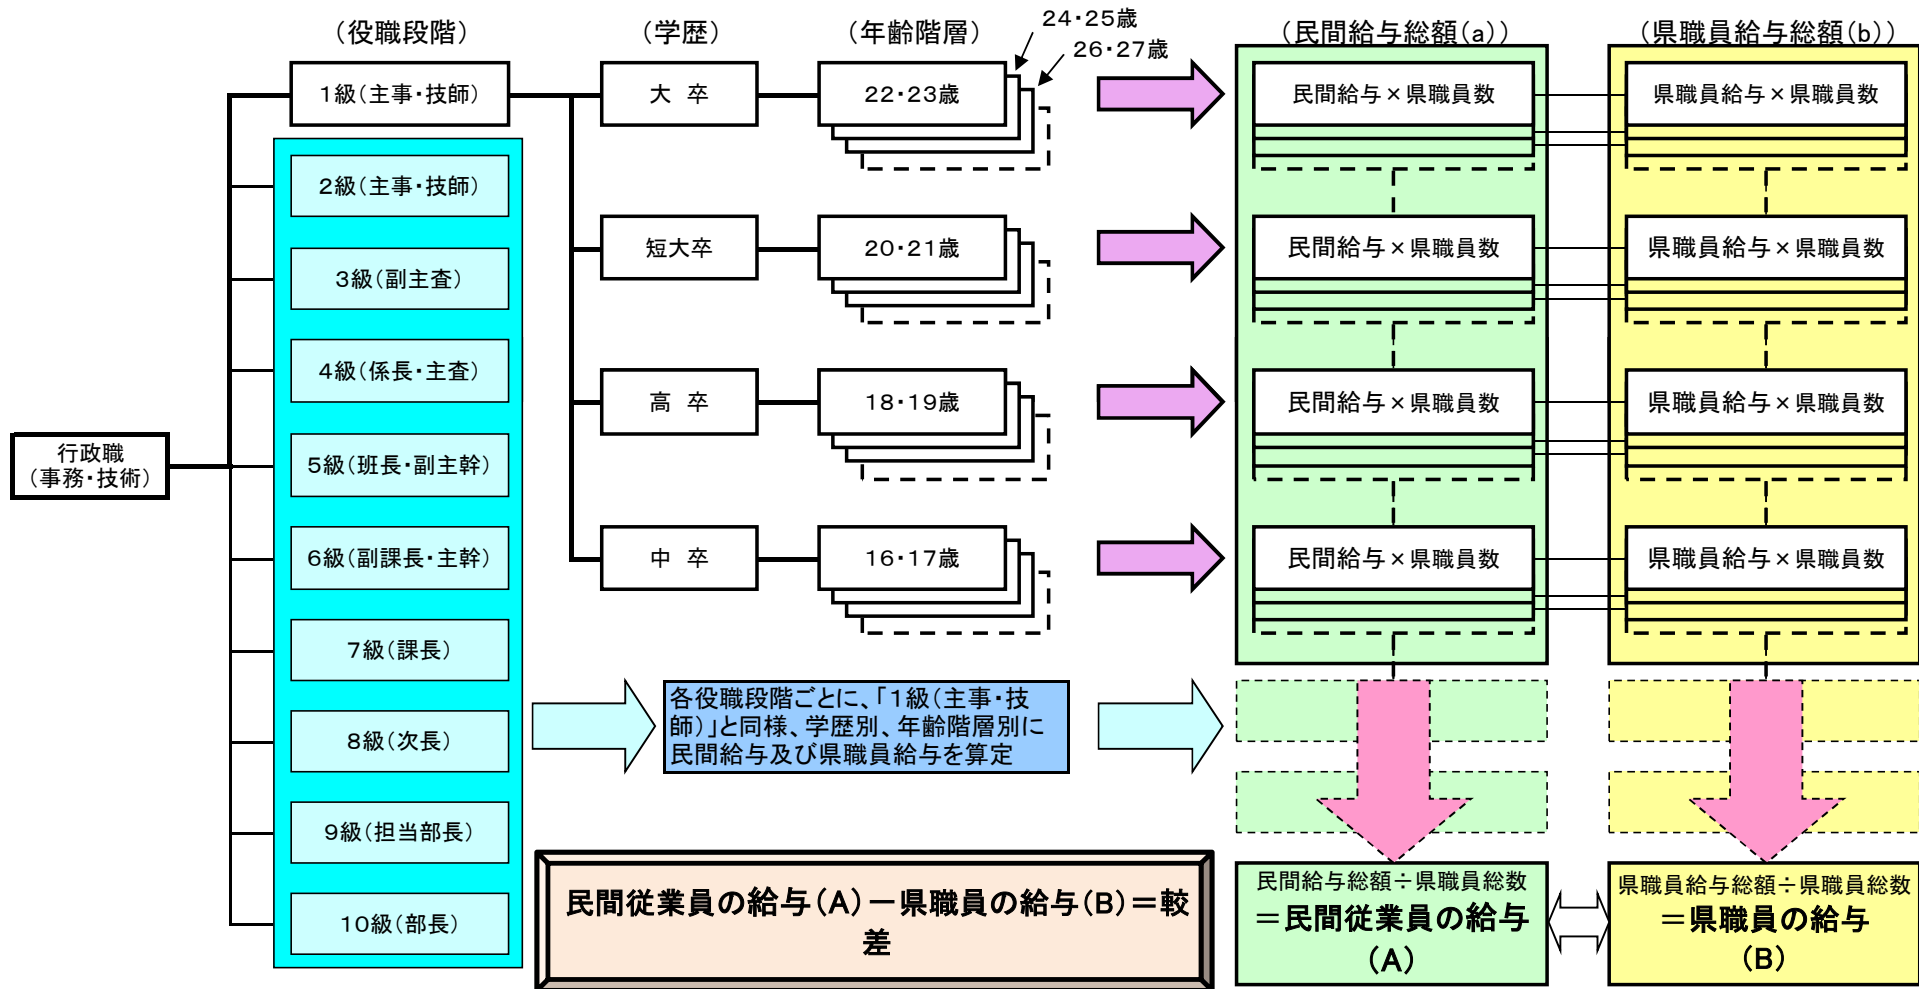 (役職段階)
(学歴)
(年齢階層)
24・25歳
26・27歳
(民間給与総額(a))
(県職員給与総額(b))
行政職
(事務・技術)
1級(主事・技師)
2級(主事・技師)
3級(副主査)
4級(係長・主査)
5級(班長・副主幹)
6級(副課長・主幹)
7級(課長)
8級(次長)
9級(担当部長)
10級(部長)
大 卒
22・23歳
民間給与×県職員数
県職員給与×県職員数
短大卒
20・21歳
民間給与×県職員数
県職員給与×県職員数
高 卒
18・19歳
民間給与×県職員数
県職員給与×県職員数
中 卒
16・17歳
民間給与×県職員数
県職員給与×県職員数
各役職段階ごとに、「1級(主事・技
師)」と同様、学歴別、年齢階層別に
民間給与及び県職員給与を算定
民間従業員の給与(A)-県職員の給与(B)=較
差
民間給与総額÷県職員総数
=民間従業員の給与
(A)
県職員給与総額÷県職員総数
=県職員の給与
(B)